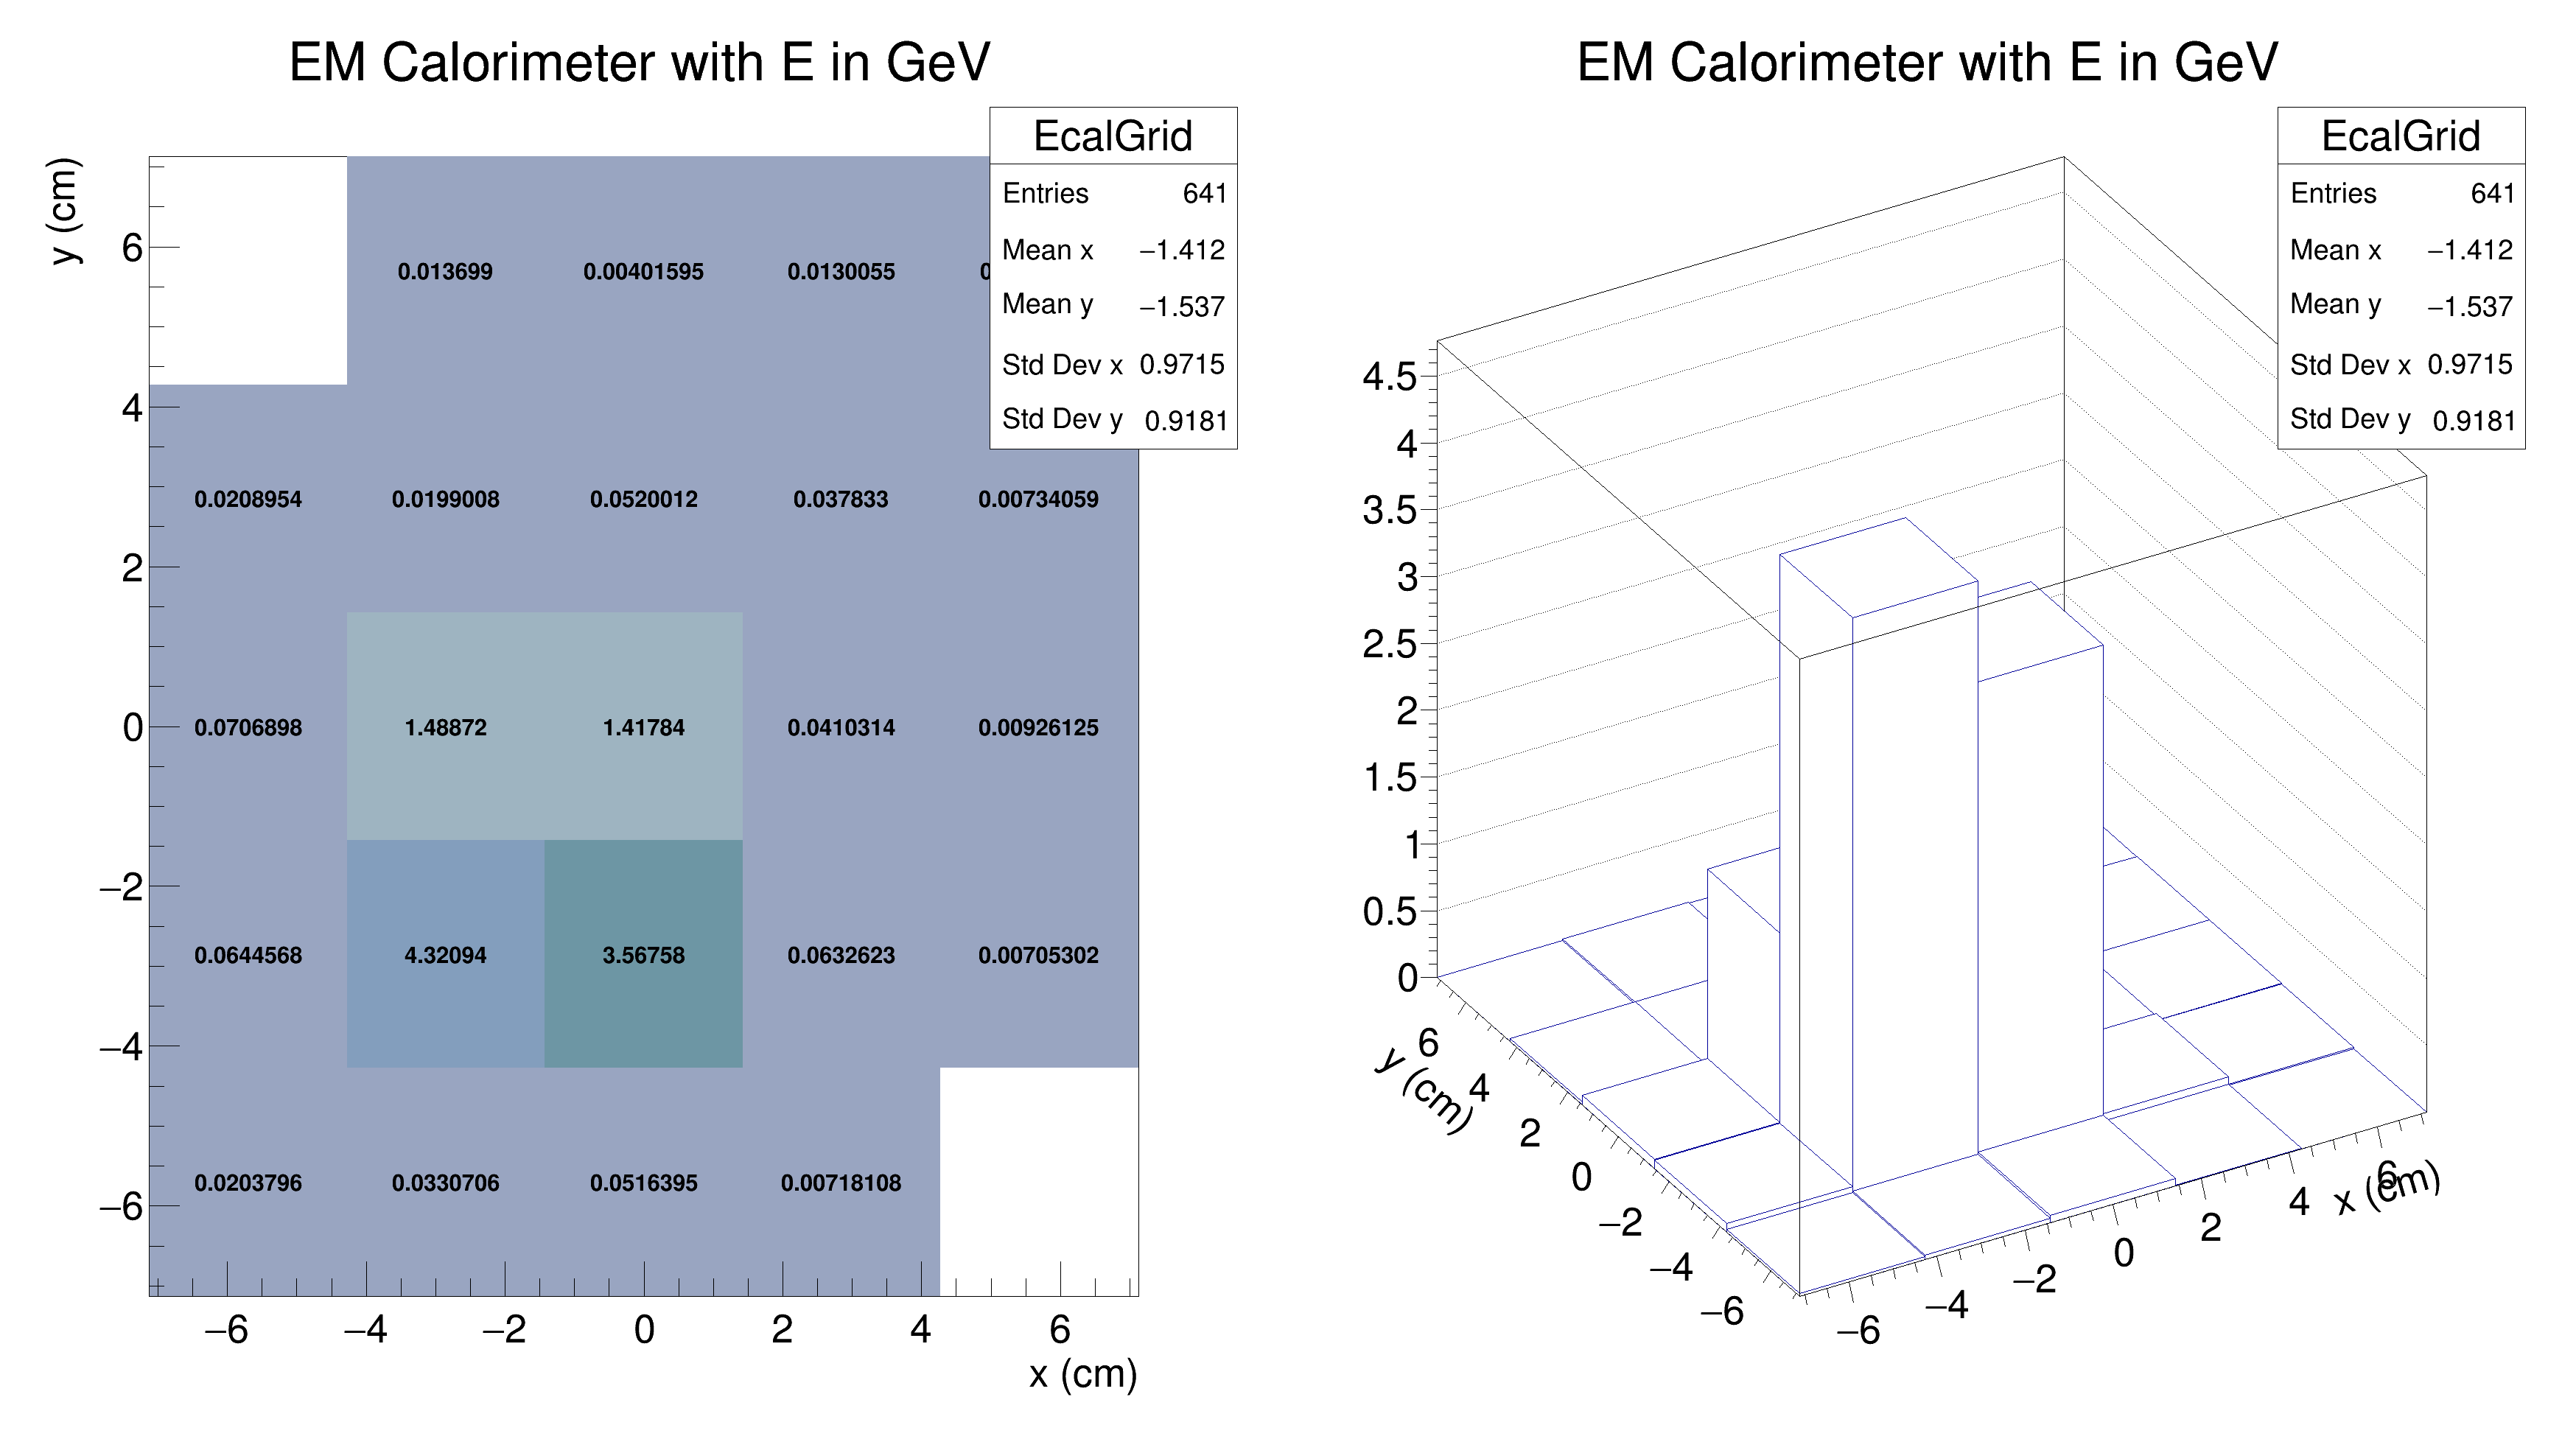 EM Calorimeter with E in GeV
EcalGrid
Entries 641
Mean x −1.412
Mean y −1.537
Std Dev x 0.9715
Std Dev y 0.9181
y (cm)
6
4
2
0
−2
−4
−6
0.013699 0.00401595 0.0130055
0.0208954 0.0199008 0.0520012 0.037833 0.00734059
0.0706898 1.48872 1.41784 0.0410314 0.00926125
0.0644568 4.32094 3.56758 0.0632623 0.00705302
0.0203796 0.0330706 0.0516395 0.00718108
−6 −4 −2 0 2 4 6
x (cm)
EM Calorimeter with E in GeV
EcalGrid
Entries 641
Mean x −1.412
Mean y −1.537
Std Dev x 0.9715
Std Dev y 0.9181
4.5
4
3.5
3
2.5
2
1.5
1
0.5
0
y (cm)
6
4
2
0
−2
−4
−6
−6
−4
−2
0
2
4
6
x (cm)